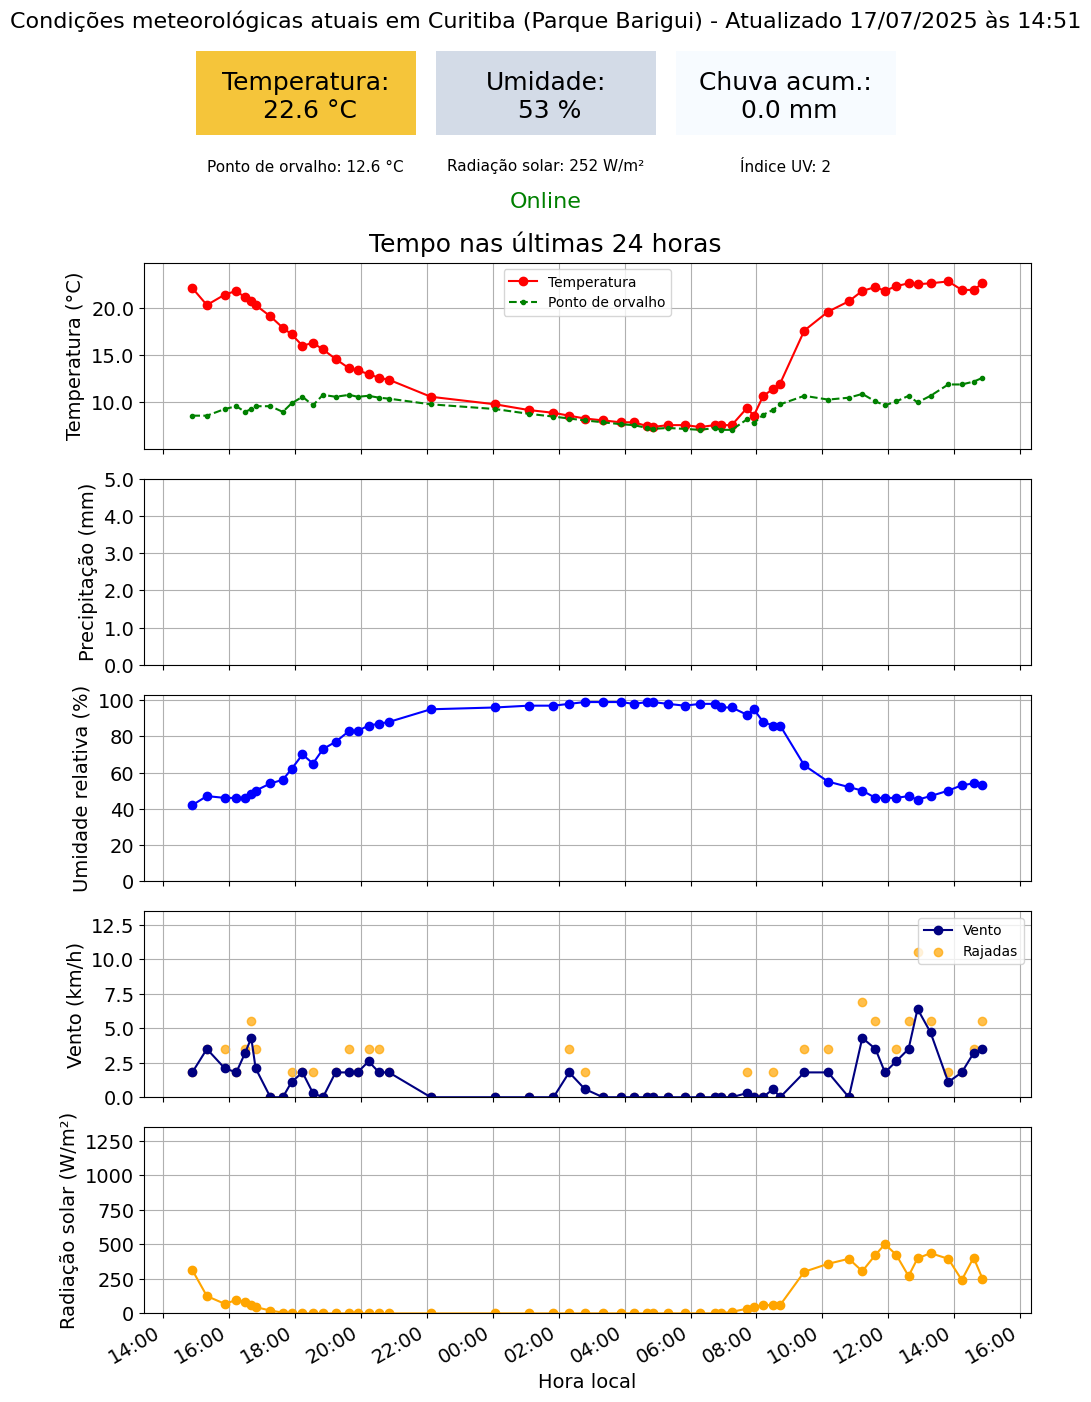 Condições meteorológicas atuais em Curitiba (Parque Barigui) - Atualizado 17/07/2025 às 14:51
Temperatura:
22.6 °C
Umidade:
53 %
Chuva acum.:
0.0 mm
Ponto de orvalho: 12.6 °C
Radiação solar: 252 W/m²
Índice UV: 2
Online
Tempo nas últimas 24 horas
Temperatura (°C)
20.0
15.0
10.0
Temperatura
Ponto de orvalho
Precipitação (mm)
5.0
4.0
3.0
2.0
1.0
0.0
Umidade relativa (%)
100
80
60
40
20
0
Vento (km/h)
12.5
10.0
7.5
5.0
2.5
0.0
Vento
Rajadas
Radiação solar (W/m²)
1250
1000
750
500
250
0
14:00 16:00 18:00 20:00 22:00 00:00 02:00 04:00 06:00 08:00 10:00 12:00 14:00 16:00
Hora local